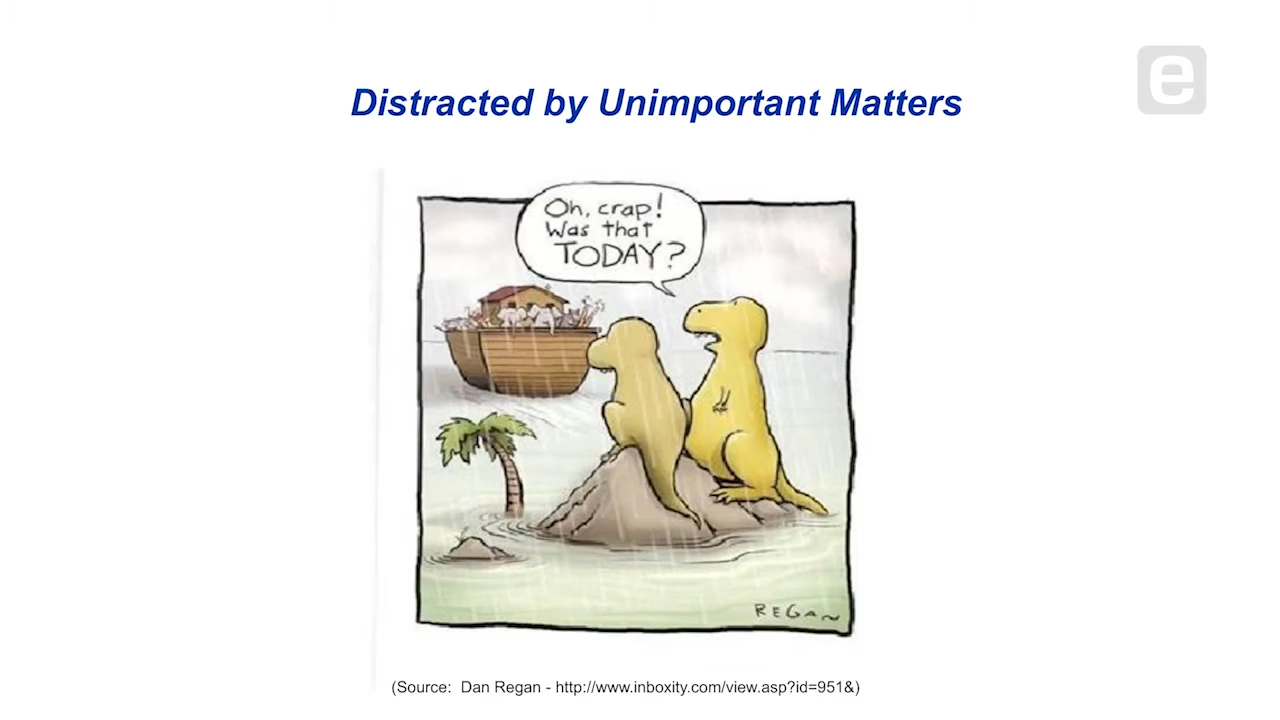 Distracted by Unimportant Matters
e
Oh, crap!
Was that
TODAY?
REGAN
(Source:  Dan Regan - http://www.inboxity.com/view.asp?id=951&)